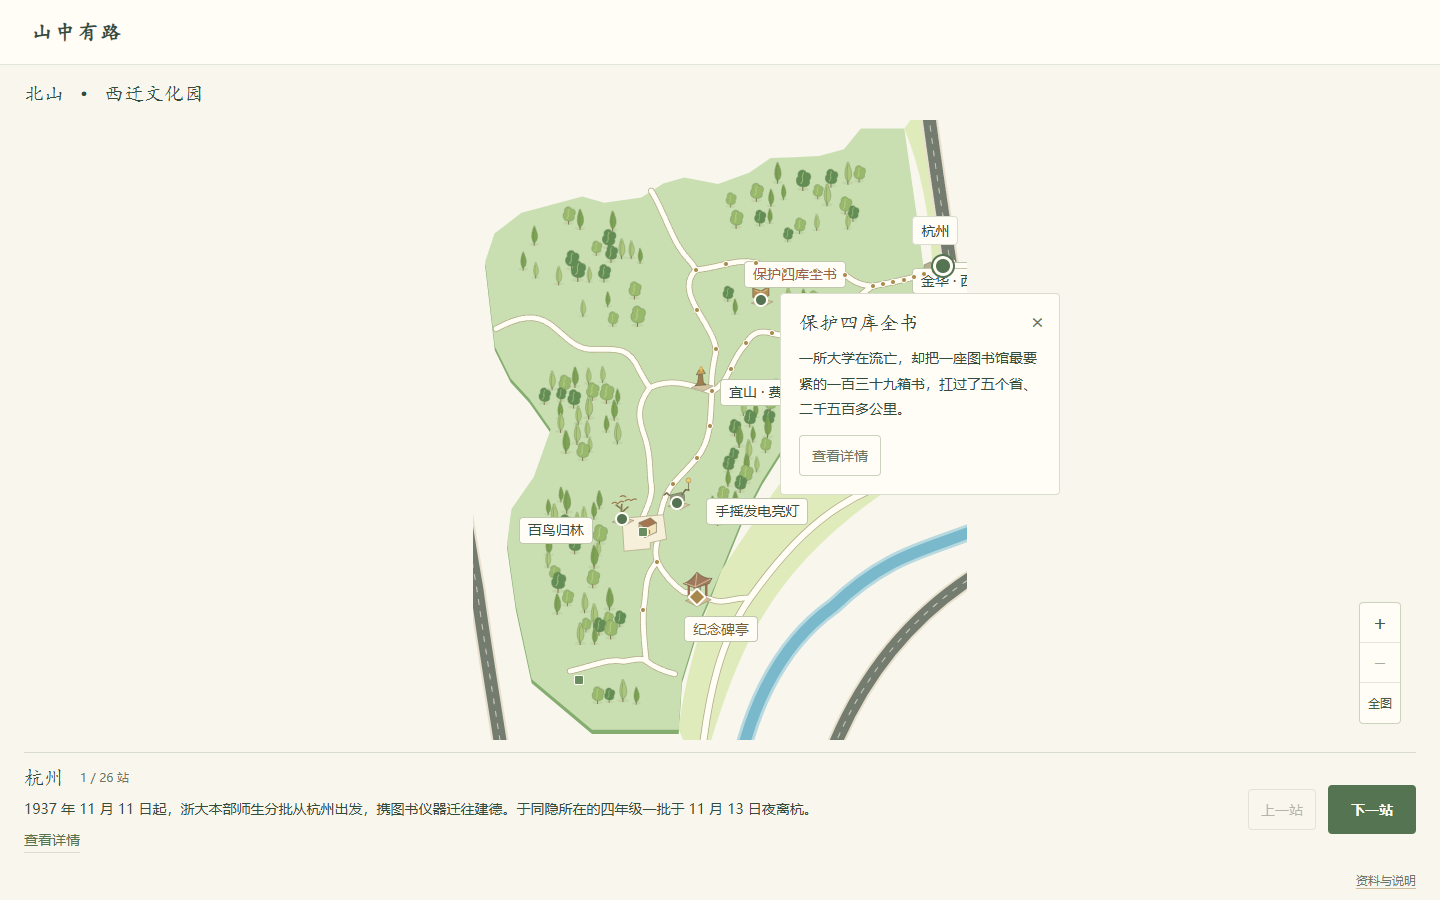 山中有路
北山 • 西迁文化园
杭州
保护四库全书
金华 · 西
保护四库全书
×
一所大学在流亡，却把一座图书馆最要
紧的一百三十九箱书，扛过了五个省、
二千五百多公里。
查看详情
宜山 · 费
手摇发电亮灯
百鸟归林
纪念碑亭
+
−
全图
杭州 1 / 26 站
1937 年 11 月 11 日起，浙大本部师生分批从杭州出发，携图书仪器迁往建德。于同隐所在的四年级一批于 11 月 13 日夜离杭。
查看详情
上一站
下一站
资料与说明